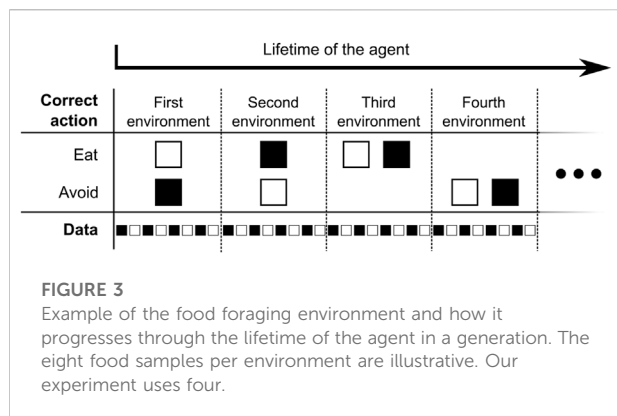 Lifetime of the agent
Correct action
First environment
Second environment
Third environment
Fourth environment
Eat
Avoid
Data
FIGURE 3
Example of the food foraging environment and how it
progresses through the lifetime of the agent in a generation. The
eight food samples per environment are illustrative. Our
experiment uses four.